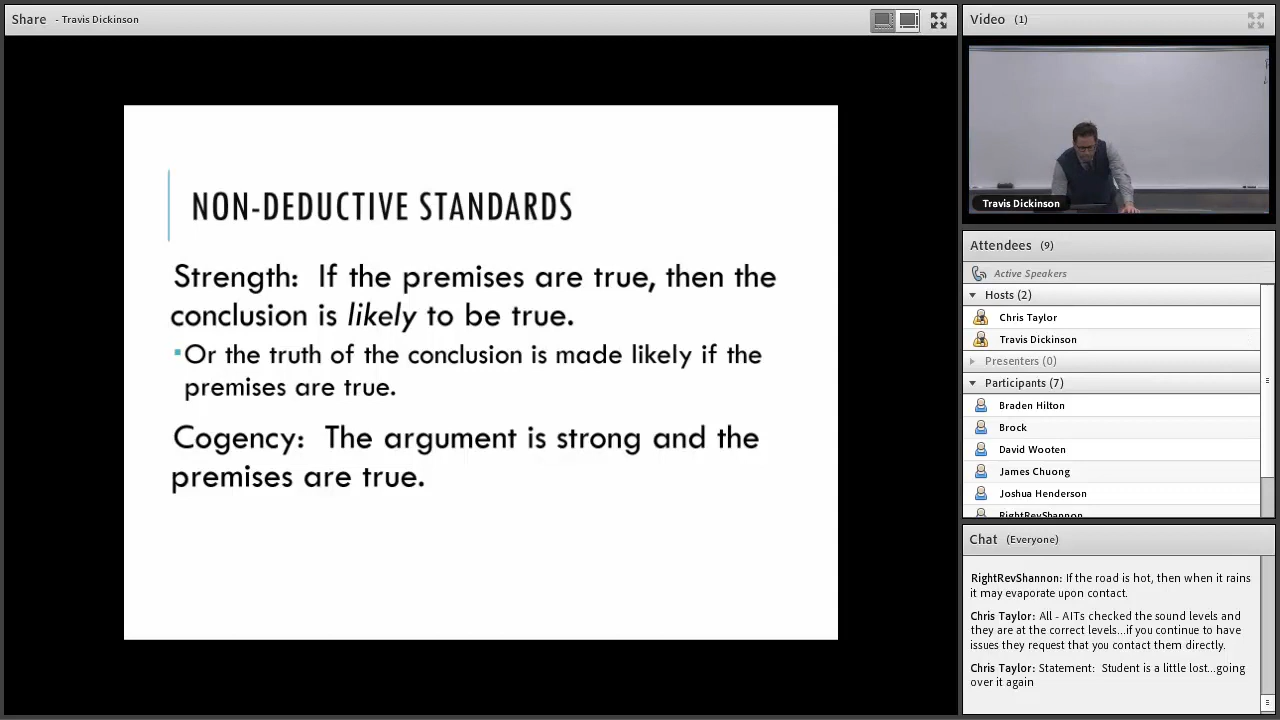 Share - Travis Dickinson
NON-DEDUCTIVE STANDARDS
Strength:  If the premises are true, then the
conclusion is likely to be true.
Or the truth of the conclusion is made likely if the
premises are true.
Cogency:  The argument is strong and the
premises are true.
Video (1)
Travis Dickinson
Attendees (9)
Active Speakers
Hosts (2)
Chris Taylor
Travis Dickinson
Presenters (0)
Participants (7)
Braden Hilton
Brock
David Wooten
James Chuong
Joshua Henderson
RightRevShannon
Chat (Everyone)
RightRevShannon: If the road is hot, then when it rains
it may evaporate upon contact.
Chris Taylor: All - AITs checked the sound levels and
they are at the correct levels...if you continue to have
issues they request that you contact them directly.
Chris Taylor: Statement:  Student is a little lost...going
over it again